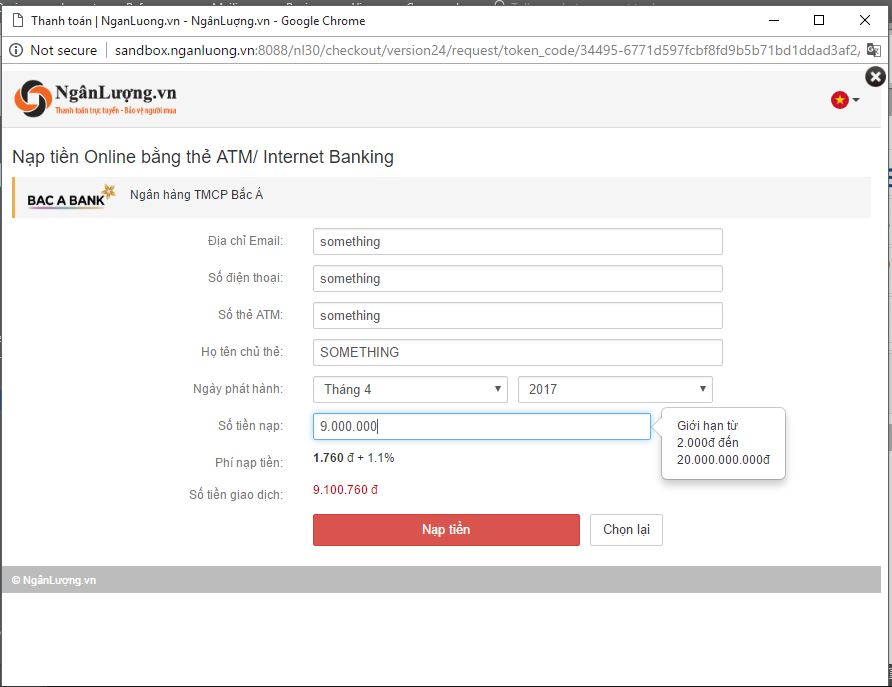 Thanh toán | NganLuong.vn - NgânLượng.vn - Google Chrome
Not secure | sandbox.nganluong.vn:8088/nl30/checkout/version24/request/token_code/34495-6771d597fcbf8fd9b5b71bd1ddad3af2/
NgânLượng.vn
Thanh toán trực tuyến - Bảo vệ người mua
Nạp tiền Online bằng thẻ ATM/ Internet Banking
BAC A BANK Ngân hàng TMCP Bắc Á
Địa chỉ Email: something
Số điện thoại: something
Số thẻ ATM: something
Họ tên chủ thẻ: SOMETHING
Ngày phát hành: Tháng 4 2017
Số tiền nạp: 9.000.000
Giới hạn từ
2.000đ đến
20.000.000.000đ
Phí nạp tiền: 1.760 đ + 1.1%
Số tiền giao dịch: 9.100.760 đ
Nạp tiền Chọn lại
© NgânLượng.vn